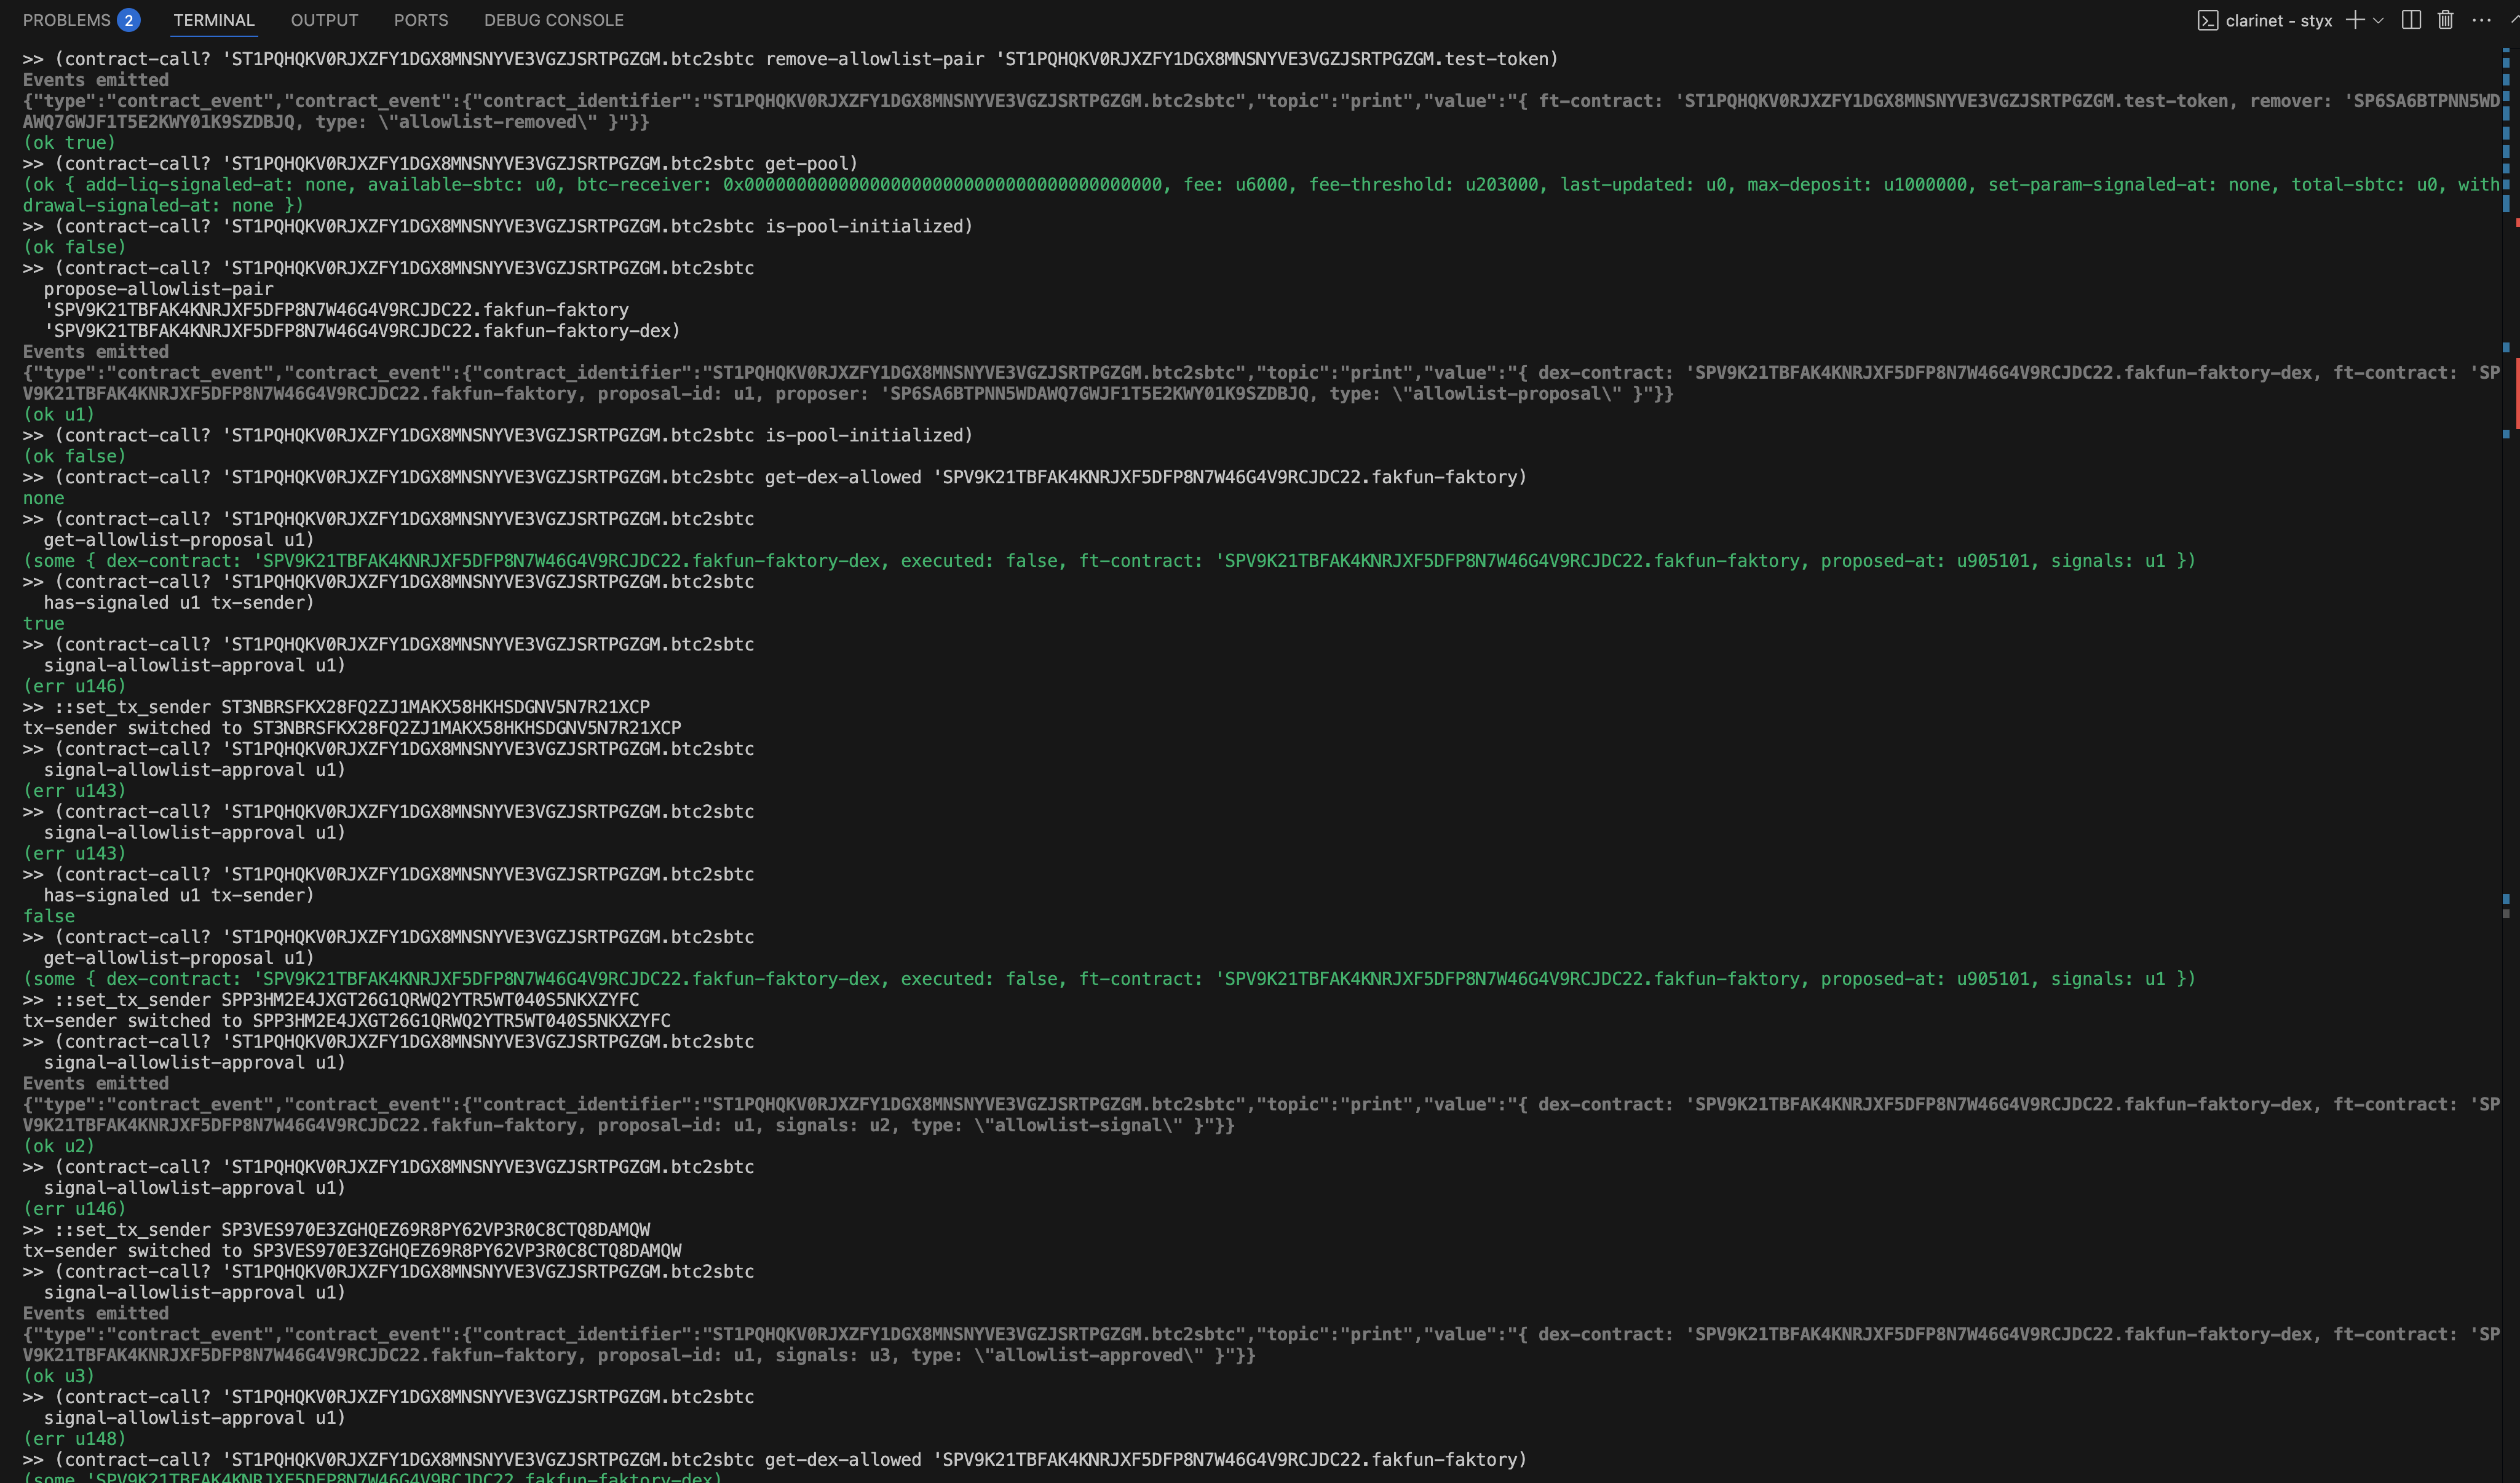 PROBLEMS 2 TERMINAL OUTPUT PORTS DEBUG CONSOLE clarinet - styx
>> (contract-call? 'ST1PQHQKV0RJXZFY1DGX8MNSNYVE3VGZJSRTPGZGM.btc2sbtc remove-allowlist-pair 'ST1PQHQKV0RJXZFY1DGX8MNSNYVE3VGZJSRTPGZGM.test-token)
Events emitted
{"type":"contract_event","contract_event":{"contract_identifier":"ST1PQHQKV0RJXZFY1DGX8MNSNYVE3VGZJSRTPGZGM.btc2sbtc","topic":"print","value":"{ ft-contract: 'ST1PQHQKV0RJXZFY1DGX8MNSNYVE3VGZJSRTPGZGM.test-token, remover: 'SP6SA6BTPNN5WD
AWQ7GWJF1T5E2KWY01K9SZDBJQ, type: \"allowlist-removed\" }"}}
(ok true)
>> (contract-call? 'ST1PQHQKV0RJXZFY1DGX8MNSNYVE3VGZJSRTPGZGM.btc2sbtc get-pool)
(ok { add-liq-signaled-at: none, available-sbtc: u0, btc-receiver: 0x0000000000000000000000000000000000000000, fee: u6000, fee-threshold: u203000, last-updated: u0, max-deposit: u1000000, set-param-signaled-at: none, total-sbtc: u0, with
drawal-signaled-at: none })
>> (contract-call? 'ST1PQHQKV0RJXZFY1DGX8MNSNYVE3VGZJSRTPGZGM.btc2sbtc is-pool-initialized)
(ok false)
>> (contract-call? 'ST1PQHQKV0RJXZFY1DGX8MNSNYVE3VGZJSRTPGZGM.btc2sbtc
propose-allowlist-pair
'SPV9K21TBFAK4KNRJXF5DFP8N7W46G4V9RCJDC22.fakfun-faktory
'SPV9K21TBFAK4KNRJXF5DFP8N7W46G4V9RCJDC22.fakfun-faktory-dex)
Events emitted
{"type":"contract_event","contract_event":{"contract_identifier":"ST1PQHQKV0RJXZFY1DGX8MNSNYVE3VGZJSRTPGZGM.btc2sbtc","topic":"print","value":"{ dex-contract: 'SPV9K21TBFAK4KNRJXF5DFP8N7W46G4V9RCJDC22.fakfun-faktory-dex, ft-contract: 'SP
V9K21TBFAK4KNRJXF5DFP8N7W46G4V9RCJDC22.fakfun-faktory, proposal-id: u1, proposer: 'SP6SA6BTPNN5WDAWQ7GWJF1T5E2KWY01K9SZDBJQ, type: \"allowlist-proposal\" }"}}
(ok u1)
>> (contract-call? 'ST1PQHQKV0RJXZFY1DGX8MNSNYVE3VGZJSRTPGZGM.btc2sbtc is-pool-initialized)
(ok false)
>> (contract-call? 'ST1PQHQKV0RJXZFY1DGX8MNSNYVE3VGZJSRTPGZGM.btc2sbtc get-dex-allowed 'SPV9K21TBFAK4KNRJXF5DFP8N7W46G4V9RCJDC22.fakfun-faktory)
none
>> (contract-call? 'ST1PQHQKV0RJXZFY1DGX8MNSNYVE3VGZJSRTPGZGM.btc2sbtc
get-allowlist-proposal u1)
(some { dex-contract: 'SPV9K21TBFAK4KNRJXF5DFP8N7W46G4V9RCJDC22.fakfun-faktory-dex, executed: false, ft-contract: 'SPV9K21TBFAK4KNRJXF5DFP8N7W46G4V9RCJDC22.fakfun-faktory, proposed-at: u905101, signals: u1 })
>> (contract-call? 'ST1PQHQKV0RJXZFY1DGX8MNSNYVE3VGZJSRTPGZGM.btc2sbtc
has-signaled u1 tx-sender)
true
>> (contract-call? 'ST1PQHQKV0RJXZFY1DGX8MNSNYVE3VGZJSRTPGZGM.btc2sbtc
signal-allowlist-approval u1)
(err u146)
>> ::set_tx_sender ST3NBRSFKX28FQ2ZJ1MAKX58HKHSDGNV5N7R21XCP
tx-sender switched to ST3NBRSFKX28FQ2ZJ1MAKX58HKHSDGNV5N7R21XCP
>> (contract-call? 'ST1PQHQKV0RJXZFY1DGX8MNSNYVE3VGZJSRTPGZGM.btc2sbtc
signal-allowlist-approval u1)
(err u143)
>> (contract-call? 'ST1PQHQKV0RJXZFY1DGX8MNSNYVE3VGZJSRTPGZGM.btc2sbtc
signal-allowlist-approval u1)
(err u143)
>> (contract-call? 'ST1PQHQKV0RJXZFY1DGX8MNSNYVE3VGZJSRTPGZGM.btc2sbtc
has-signaled u1 tx-sender)
false
>> (contract-call? 'ST1PQHQKV0RJXZFY1DGX8MNSNYVE3VGZJSRTPGZGM.btc2sbtc
get-allowlist-proposal u1)
(some { dex-contract: 'SPV9K21TBFAK4KNRJXF5DFP8N7W46G4V9RCJDC22.fakfun-faktory-dex, executed: false, ft-contract: 'SPV9K21TBFAK4KNRJXF5DFP8N7W46G4V9RCJDC22.fakfun-faktory, proposed-at: u905101, signals: u1 })
>> ::set_tx_sender SPP3HM2E4JXGT26G1QRWQ2YTR5WT040S5NKXZYFC
tx-sender switched to SPP3HM2E4JXGT26G1QRWQ2YTR5WT040S5NKXZYFC
>> (contract-call? 'ST1PQHQKV0RJXZFY1DGX8MNSNYVE3VGZJSRTPGZGM.btc2sbtc
signal-allowlist-approval u1)
Events emitted
{"type":"contract_event","contract_event":{"contract_identifier":"ST1PQHQKV0RJXZFY1DGX8MNSNYVE3VGZJSRTPGZGM.btc2sbtc","topic":"print","value":"{ dex-contract: 'SPV9K21TBFAK4KNRJXF5DFP8N7W46G4V9RCJDC22.fakfun-faktory-dex, ft-contract: 'SP
V9K21TBFAK4KNRJXF5DFP8N7W46G4V9RCJDC22.fakfun-faktory, proposal-id: u1, signals: u2, type: \"allowlist-signal\" }"}}
(ok u2)
>> (contract-call? 'ST1PQHQKV0RJXZFY1DGX8MNSNYVE3VGZJSRTPGZGM.btc2sbtc
signal-allowlist-approval u1)
(err u146)
>> ::set_tx_sender SP3VES970E3ZGHQEZ69R8PY62VP3R0C8CTQ8DAMQW
tx-sender switched to SP3VES970E3ZGHQEZ69R8PY62VP3R0C8CTQ8DAMQW
>> (contract-call? 'ST1PQHQKV0RJXZFY1DGX8MNSNYVE3VGZJSRTPGZGM.btc2sbtc
signal-allowlist-approval u1)
Events emitted
{"type":"contract_event","contract_event":{"contract_identifier":"ST1PQHQKV0RJXZFY1DGX8MNSNYVE3VGZJSRTPGZGM.btc2sbtc","topic":"print","value":"{ dex-contract: 'SPV9K21TBFAK4KNRJXF5DFP8N7W46G4V9RCJDC22.fakfun-faktory-dex, ft-contract: 'SP
V9K21TBFAK4KNRJXF5DFP8N7W46G4V9RCJDC22.fakfun-faktory, proposal-id: u1, signals: u3, type: \"allowlist-approved\" }"}}
(ok u3)
>> (contract-call? 'ST1PQHQKV0RJXZFY1DGX8MNSNYVE3VGZJSRTPGZGM.btc2sbtc
signal-allowlist-approval u1)
(err u148)
>> (contract-call? 'ST1PQHQKV0RJXZFY1DGX8MNSNYVE3VGZJSRTPGZGM.btc2sbtc get-dex-allowed 'SPV9K21TBFAK4KNRJXF5DFP8N7W46G4V9RCJDC22.fakfun-faktory)
(some 'SPV9K21TBFAK4KNRJXF5DFP8N7W46G4V9RCJDC22.fakfun-faktory-dex)